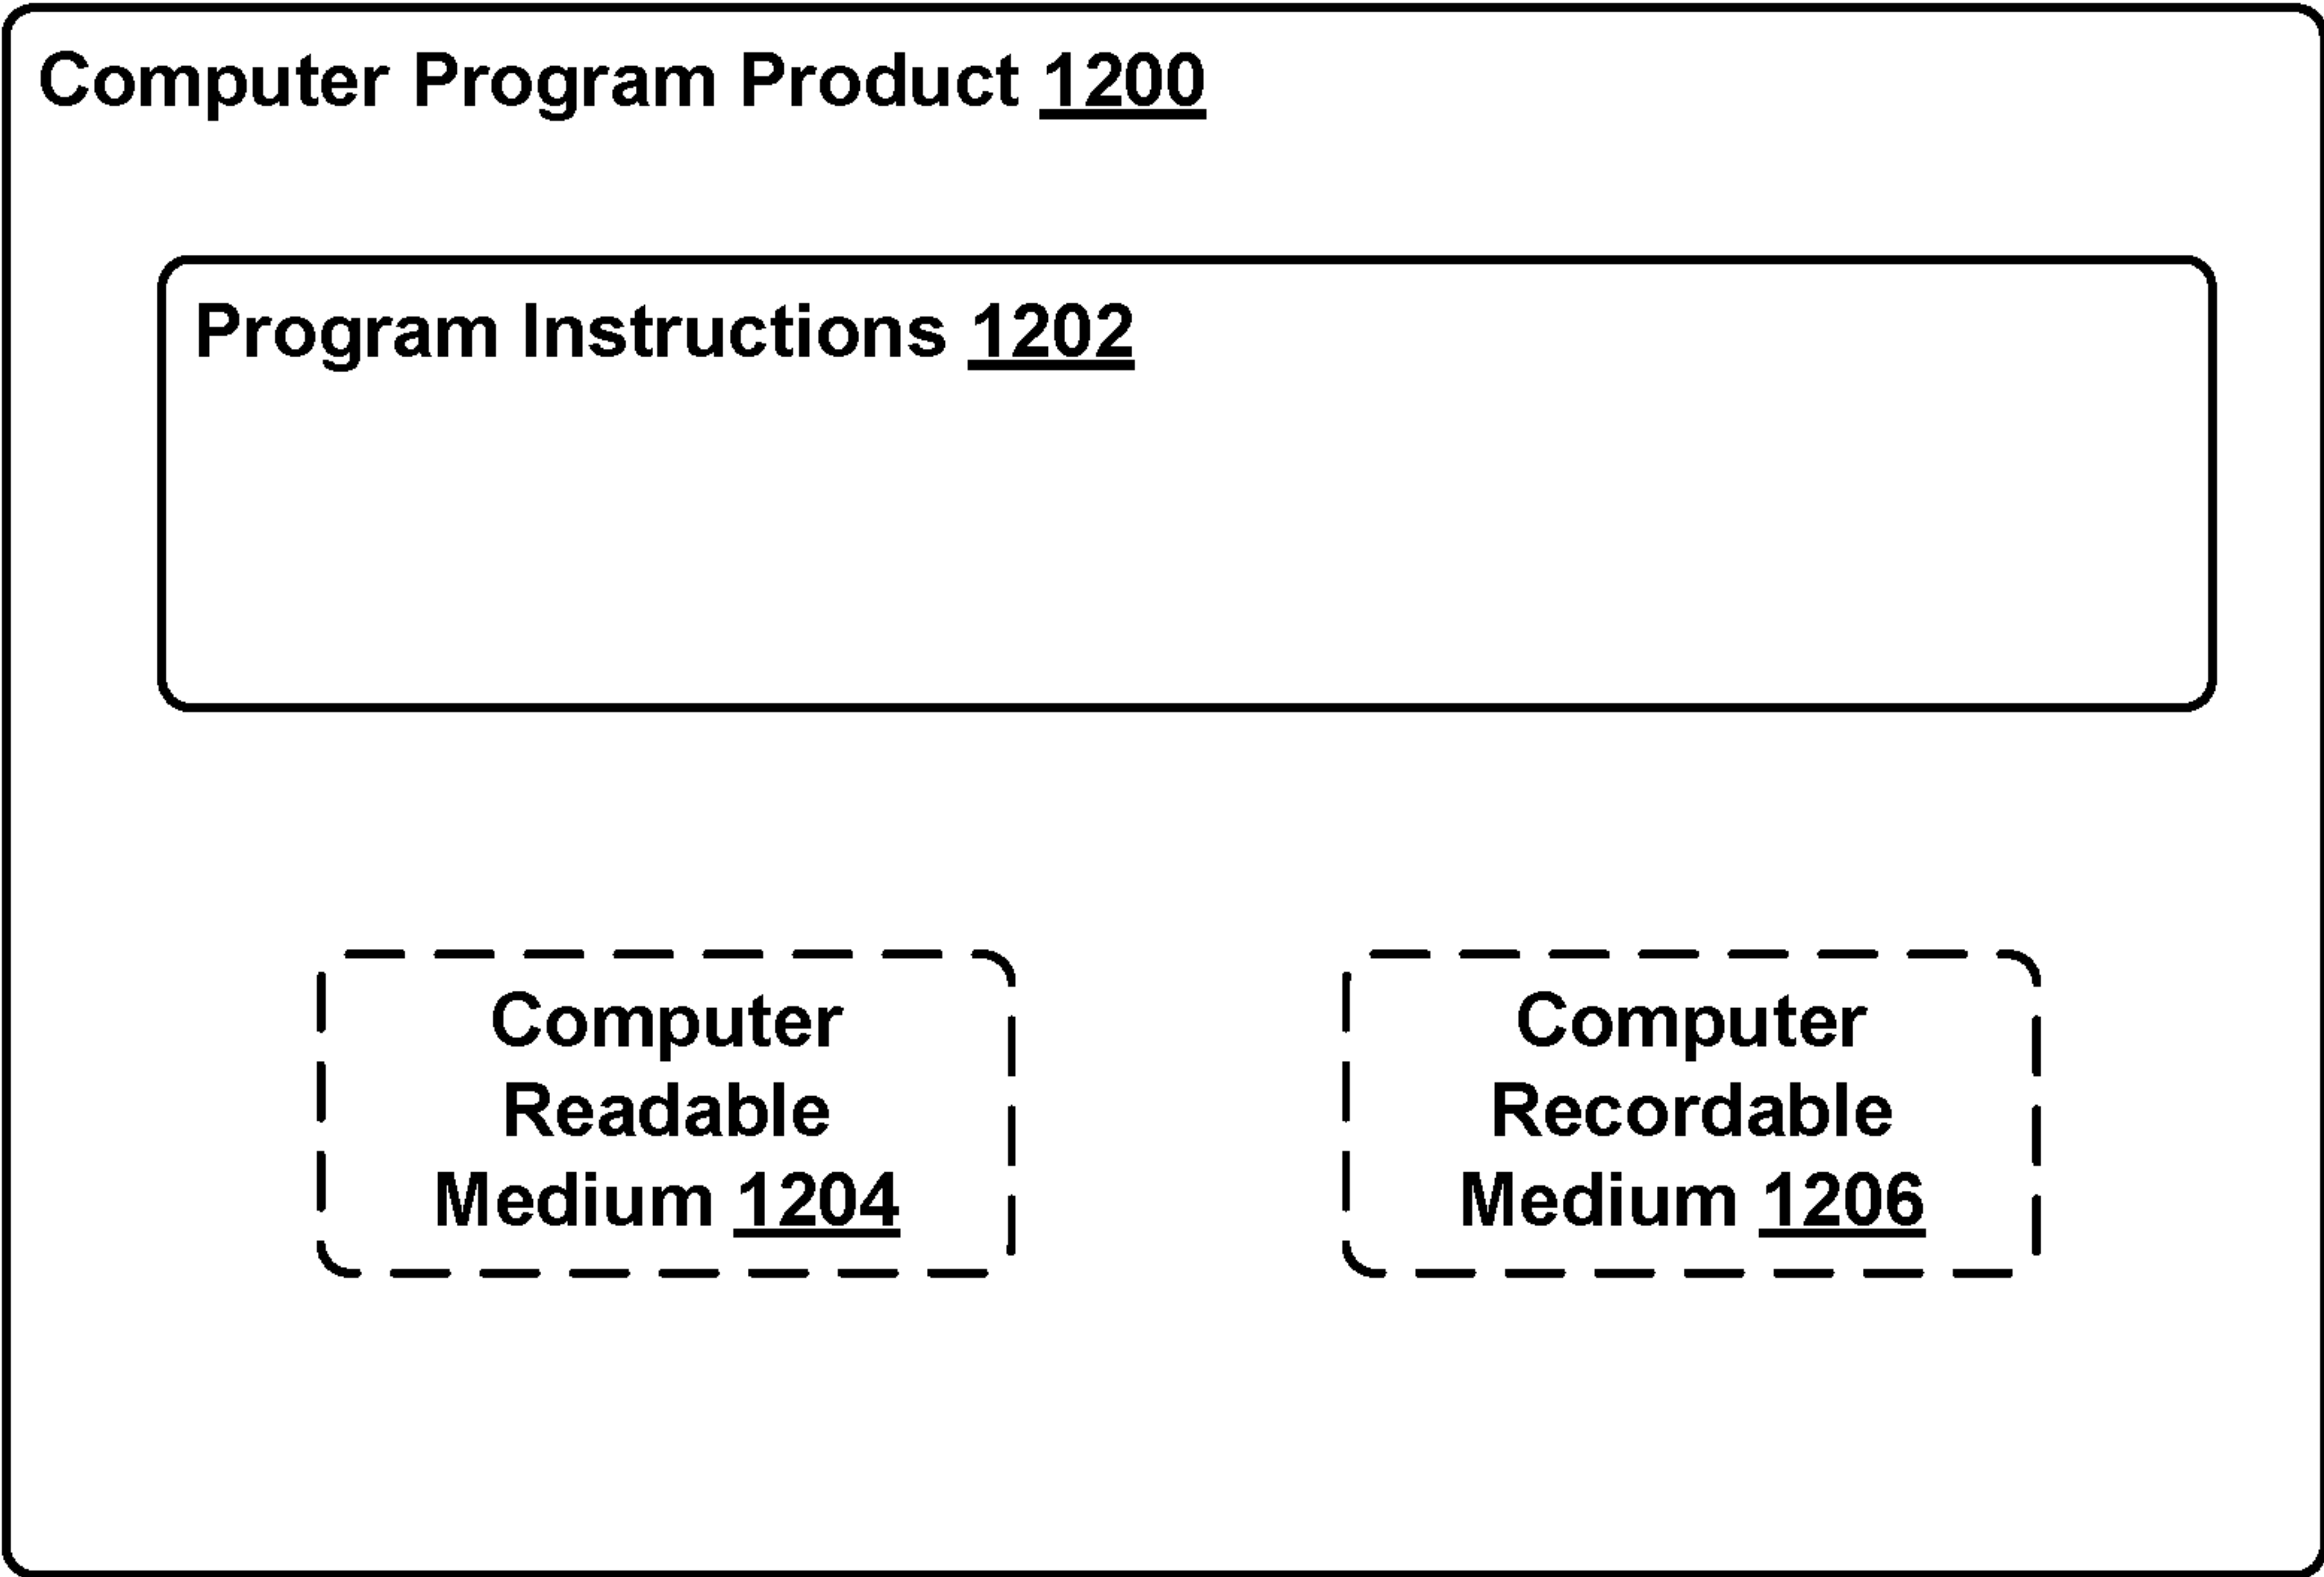 Computer Program Product 1200
Program Instructions 1202
Computer
Readable
Medium 1204
Computer
Recordable
Medium 1206